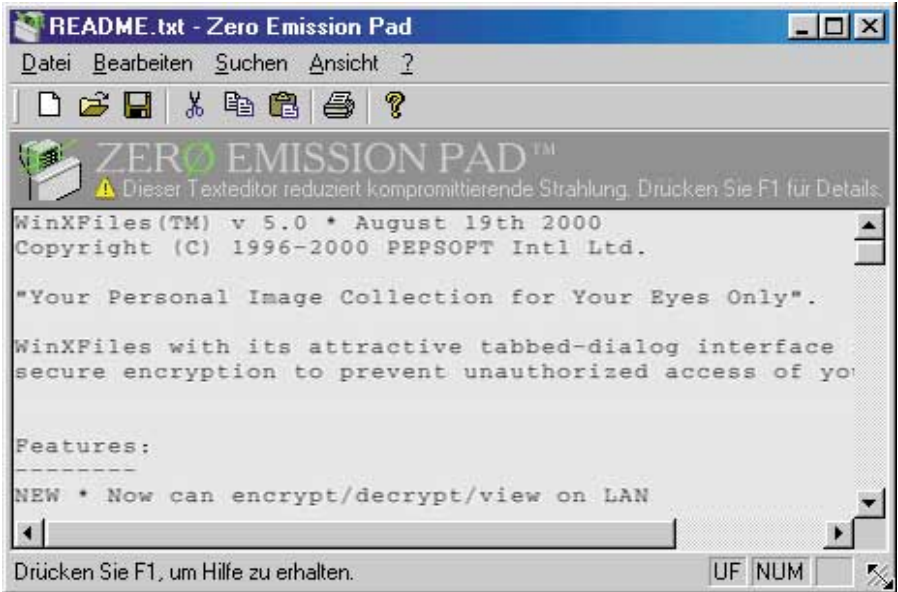 README.txt - Zero Emission Pad
Datei Bearbeiten Suchen Ansicht ?
ZERØ EMISSION PAD™
Dieser Texteditor reduziert kompromittierende Strahlung. Drücken Sie F1 für Details.
WinXFiles(TM) v 5.0 * August 19th 2000
Copyright (C) 1996-2000 PEPSOFT Intl Ltd.
"Your Personal Image Collection for Your Eyes Only".
WinXFiles with its attractive tabbed-dialog interface
secure encryption to prevent unauthorized access of
Features:
--------
NEW * Now can encrypt/decrypt/view on LAN
Drücken Sie F1, um Hilfe zu erhalten.
UF NUM